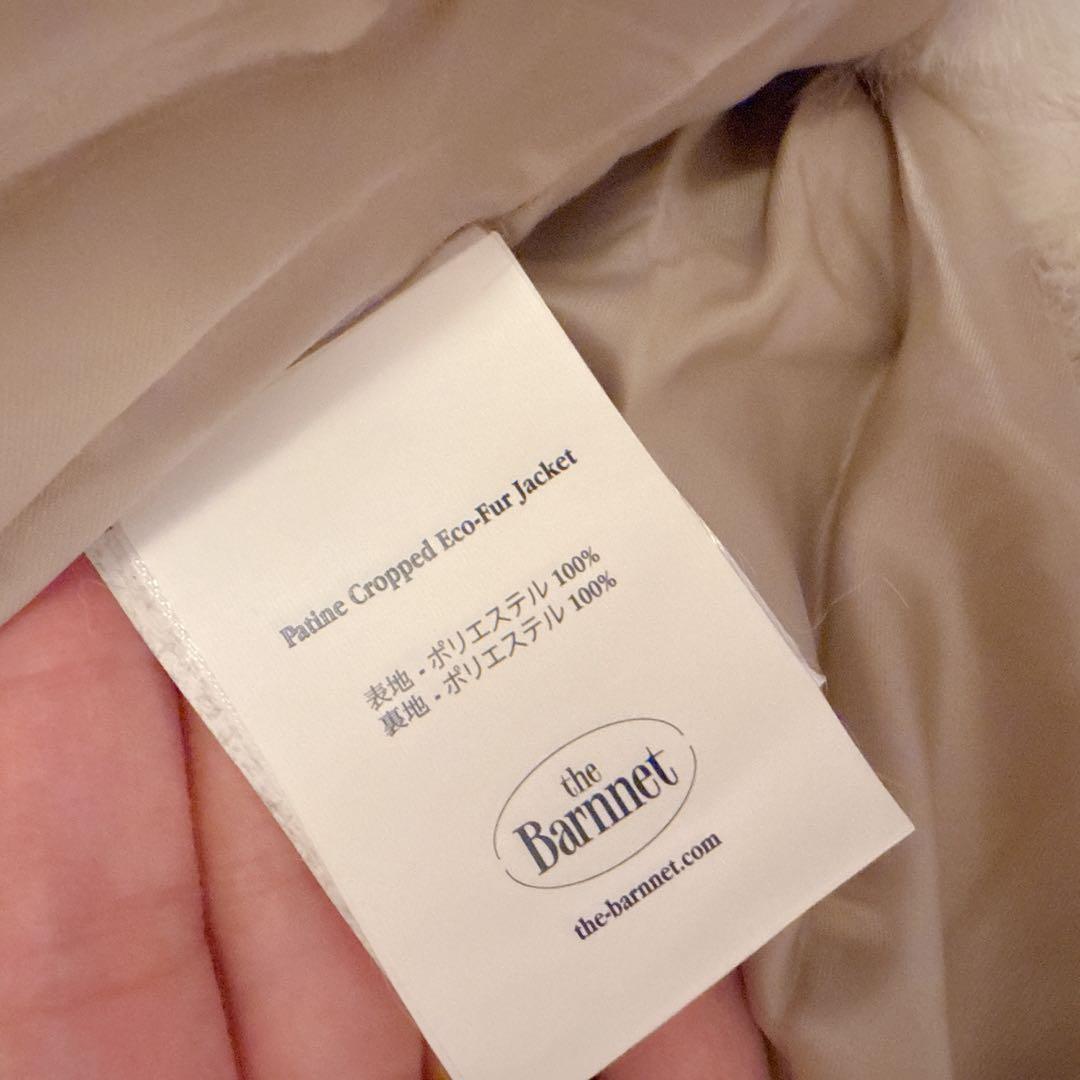 Patine Cropped Eco-Fur Jacket
表地・ポリエステル 100%
裏地・ポリエステル 100%
the
Barnnet
the-barnnet.com